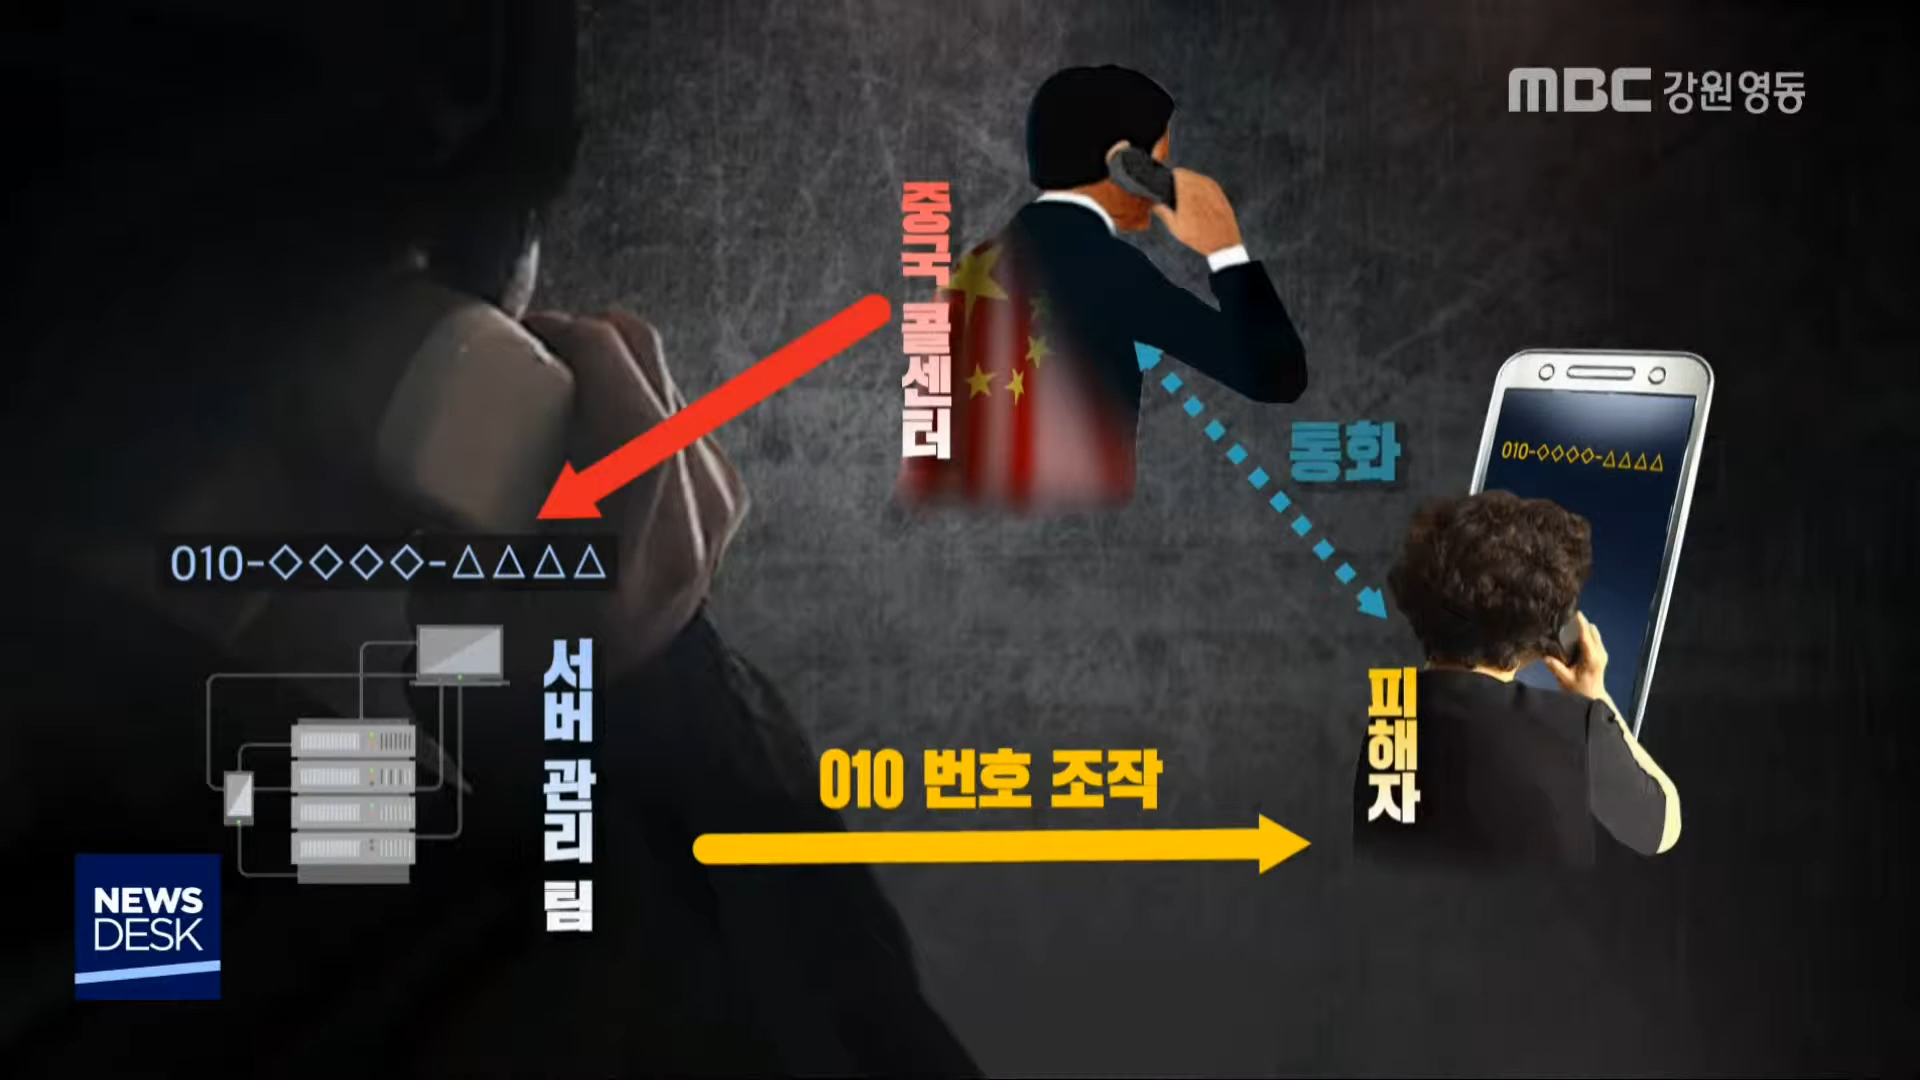 MBC 강원영동
중국 콜센터
통화
010-◇◇◇◇-△△△△
010-◇◇◇◇-△△△△
서버 관리 팀
피해자
010 번호 조작
NEWS
DESK